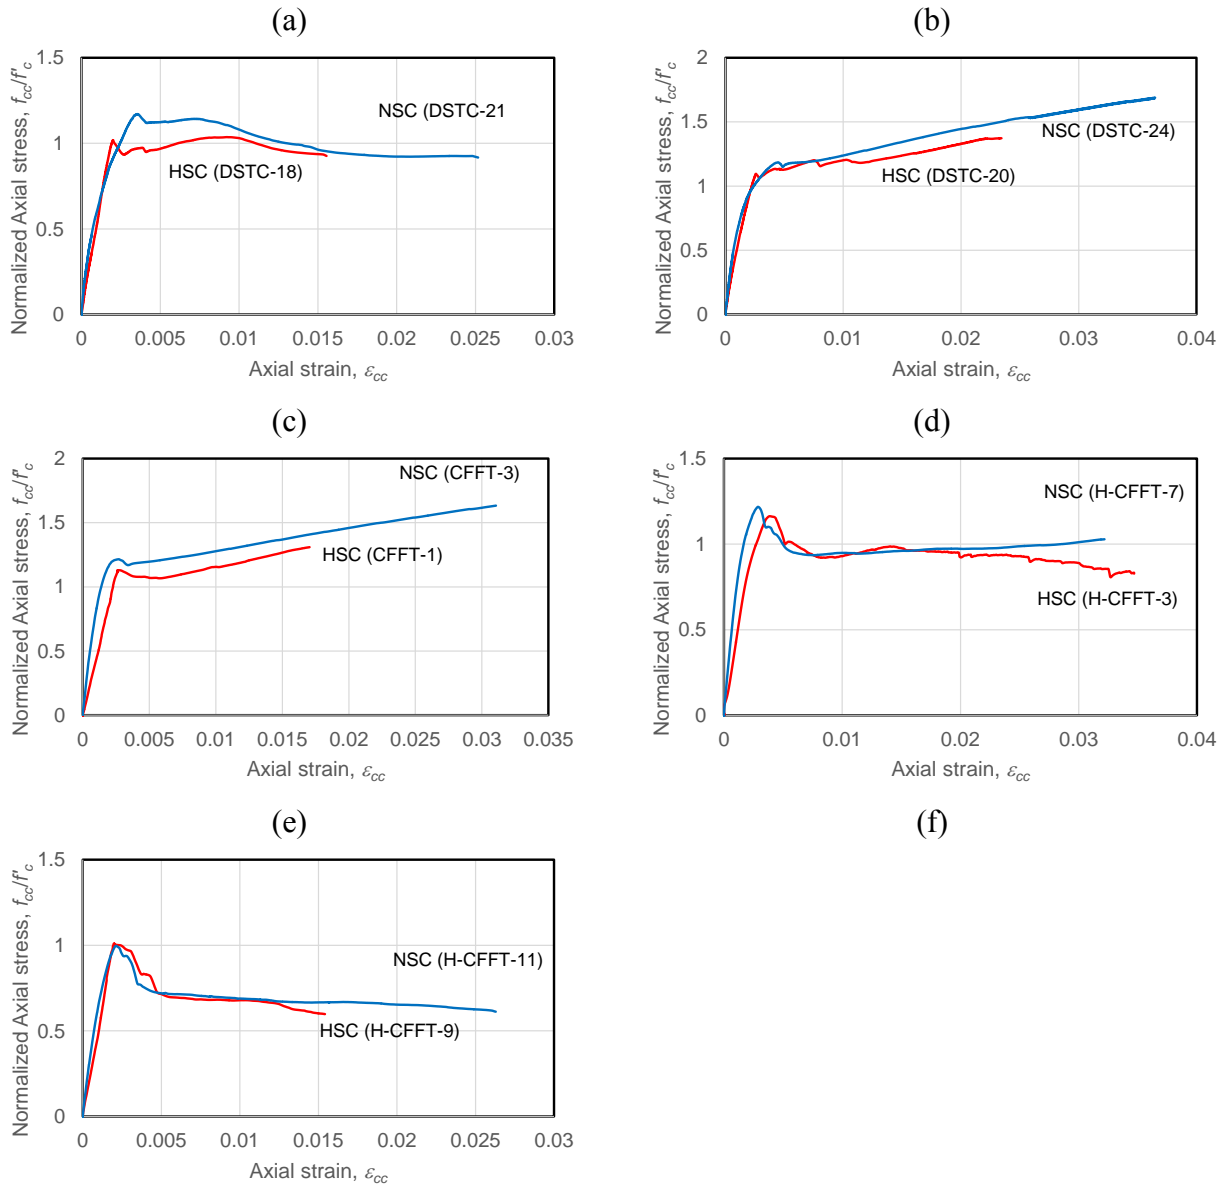 (a)
Normalized Axial stress, fcc/f'c
1.5
1
0.5
0
NSC (DSTC-21
HSC (DSTC-18)
0 0.005 0.01 0.015 0.02 0.025 0.03
Axial strain, εcc
(b)
Normalized Axial stress, fcc/f'c
2
1.5
1
0.5
0
NSC (DSTC-24)
HSC (DSTC-20)
0 0.01 0.02 0.03 0.04
Axial strain, εcc
(c)
Normalized Axial stress, fcc/f'c
2
1.5
1
0.5
0
NSC (CFFT-3)
HSC (CFFT-1)
0 0.005 0.01 0.015 0.02 0.025 0.03 0.035
Axial strain, εcc
(d)
Normalized Axial stress, fcc/f'c
1.5
1
0.5
0
NSC (H-CFFT-7)
HSC (H-CFFT-3)
0 0.01 0.02 0.03 0.04
Axial strain, εcc
(e)
Normalized Axial stress, fcc/f'c
1.5
1
0.5
0
NSC (H-CFFT-11)
HSC (H-CFFT-9)
0 0.005 0.01 0.015 0.02 0.025 0.03
Axial strain, εcc
(f)